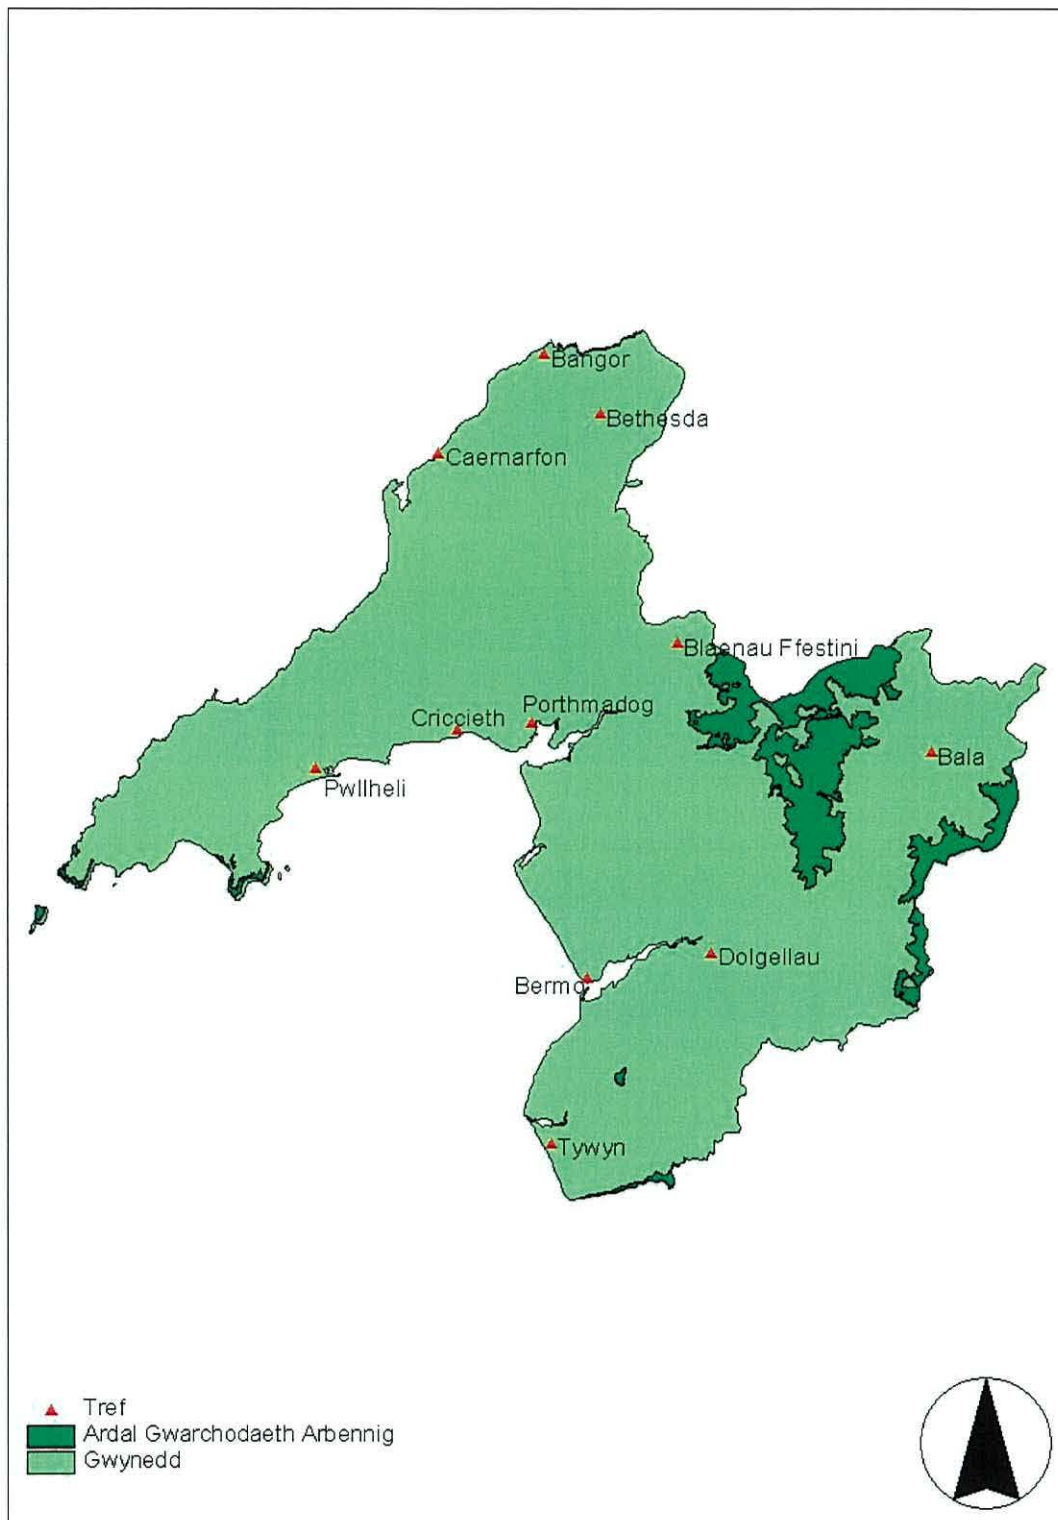 Bangor
Bethesda
Caernarfon
Blaenau Ffestini
Porthmadog
Criccieth
Bala
Pwllheli
Dolgellau
Bermo
Tywyn
Tref
Ardal Gwarchodaeth Arbennig
Gwynedd